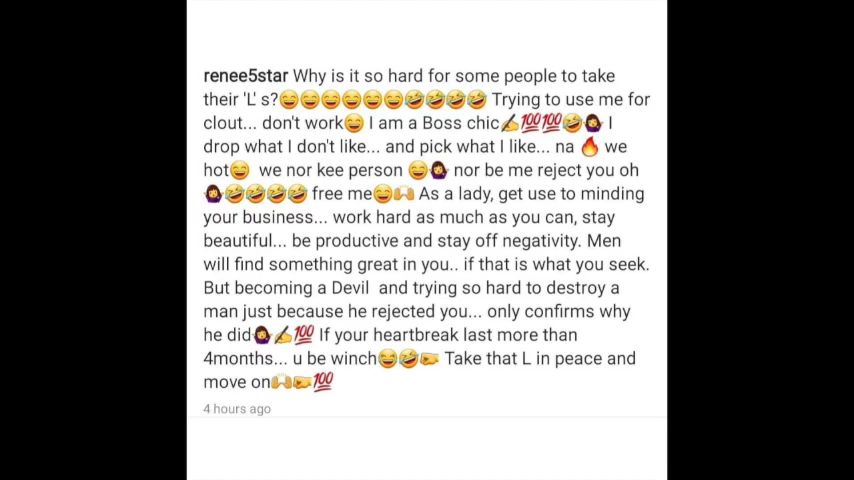 renee5star Why is it so hard for some people to take
their 'L' s?😄😄😄😄😄😄🤣🤣🤣🤣 Trying to use me for
clout... don't work😄 I am a Boss chic✍💯💯🤣🤷‍♀️ I
drop what I don't like... and pick what I like... na 🔥 we
hot😄 we nor kee person 😄🤷‍♀️ nor be me reject you oh
🤷‍♀️🤣🤣🤣🤣 free me😄🙌 As a lady, get use to minding
your business... work hard as much as you can, stay
beautiful... be productive and stay off negativity. Men
will find something great in you.. if that is what you seek.
But becoming a Devil and trying so hard to destroy a
man just because he rejected you... only confirms why
he did🤷‍♀️✍💯 If your heartbreak last more than
4months... u be winch😂🤣🤛 Take that L in peace and
move on🙌🤛💯
4 hours ago